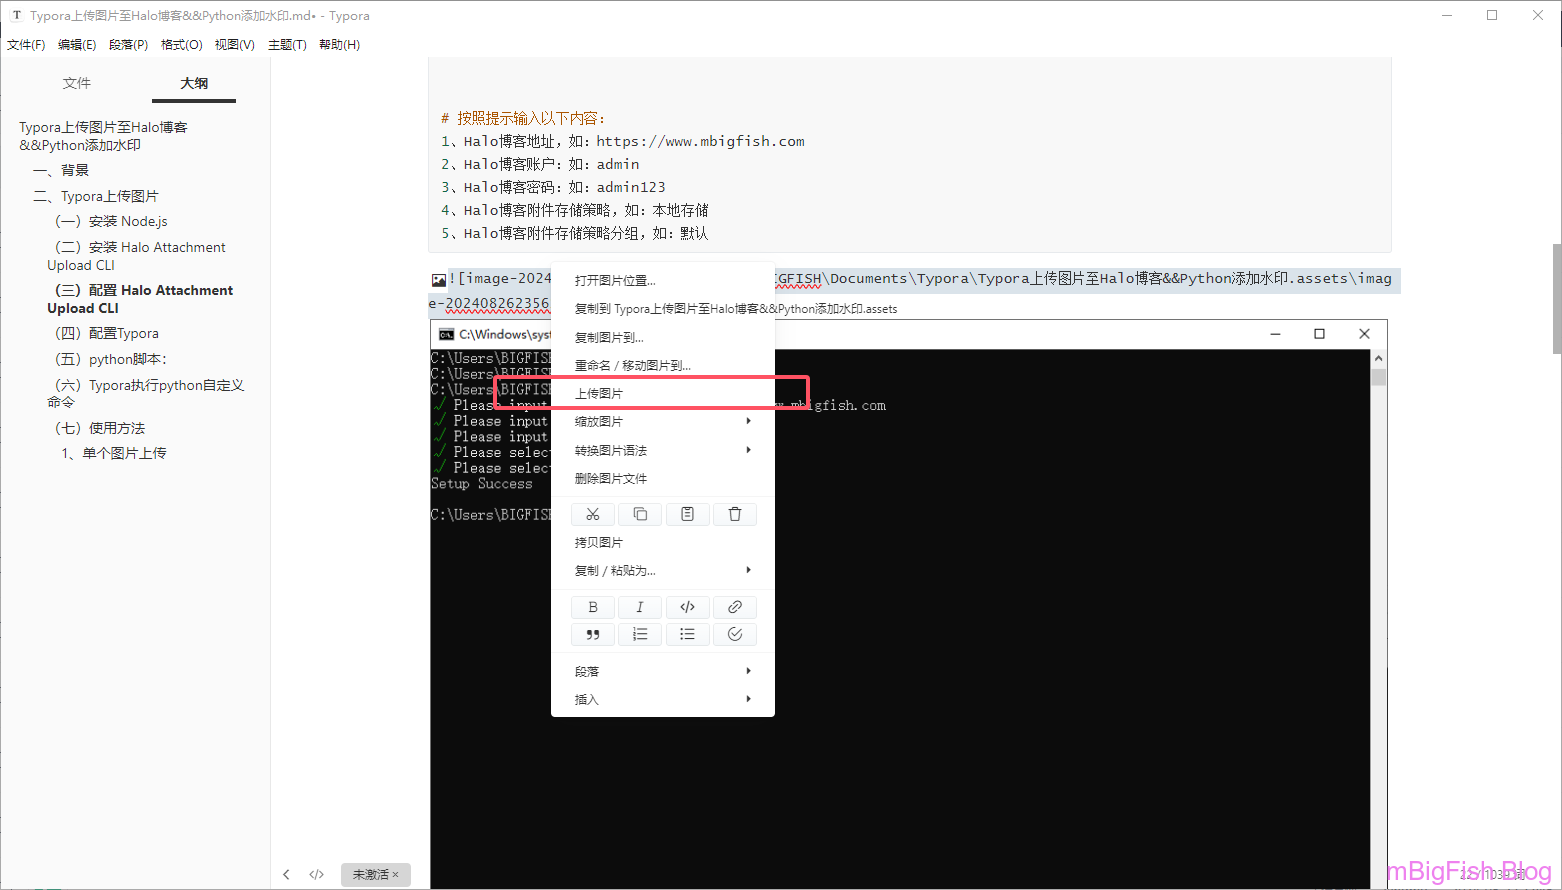 Typora上传图片至Halo博客&&Python添加水印.md• - Typora
文件(F) 编辑(E) 段落(P) 格式(O) 视图(V) 主题(T) 帮助(H)
文件 大纲
Typora上传图片至Halo博客
&&Python添加水印
一、背景
二、Typora上传图片
（一）安装 Node.js
（二）安装 Halo Attachment
Upload CLI
（三）配置 Halo Attachment
Upload CLI
（四）配置Typora
（五）python脚本：
（六）Typora执行python自定义
命令
（七）使用方法
1、单个图片上传
# 按照提示输入以下内容：
1、Halo博客地址，如：https://www.mbigfish.com
2、Halo博客账户：如：admin
3、Halo博客密码：如：admin123
4、Halo博客附件存储策略，如：本地存储
5、Halo博客附件存储策略分组，如：默认
![image-2024 IGFISH\Documents\Typora\Typora上传图片至Halo博客&&Python添加水印.assets\imag
e-202408262356
C:\Windows\syst
C:\Users\BIGFISH
C:\Users\BIGFISH
C:\Users\BIGFISH
√ Please input w.mbigfish.com
√ Please input
√ Please input
√ Please select
√ Please select
Setup Success
C:\Users\BIGFISH
打开图片位置...
复制到 Typora上传图片至Halo博客&&Python添加水印.assets
复制图片到...
重命名 / 移动图片到...
上传图片
缩放图片
转换图片语法
删除图片文件
拷贝图片
复制 / 粘贴为...
B I </>
段落
插入
</> 未激活 ×
mBigFish.Blog